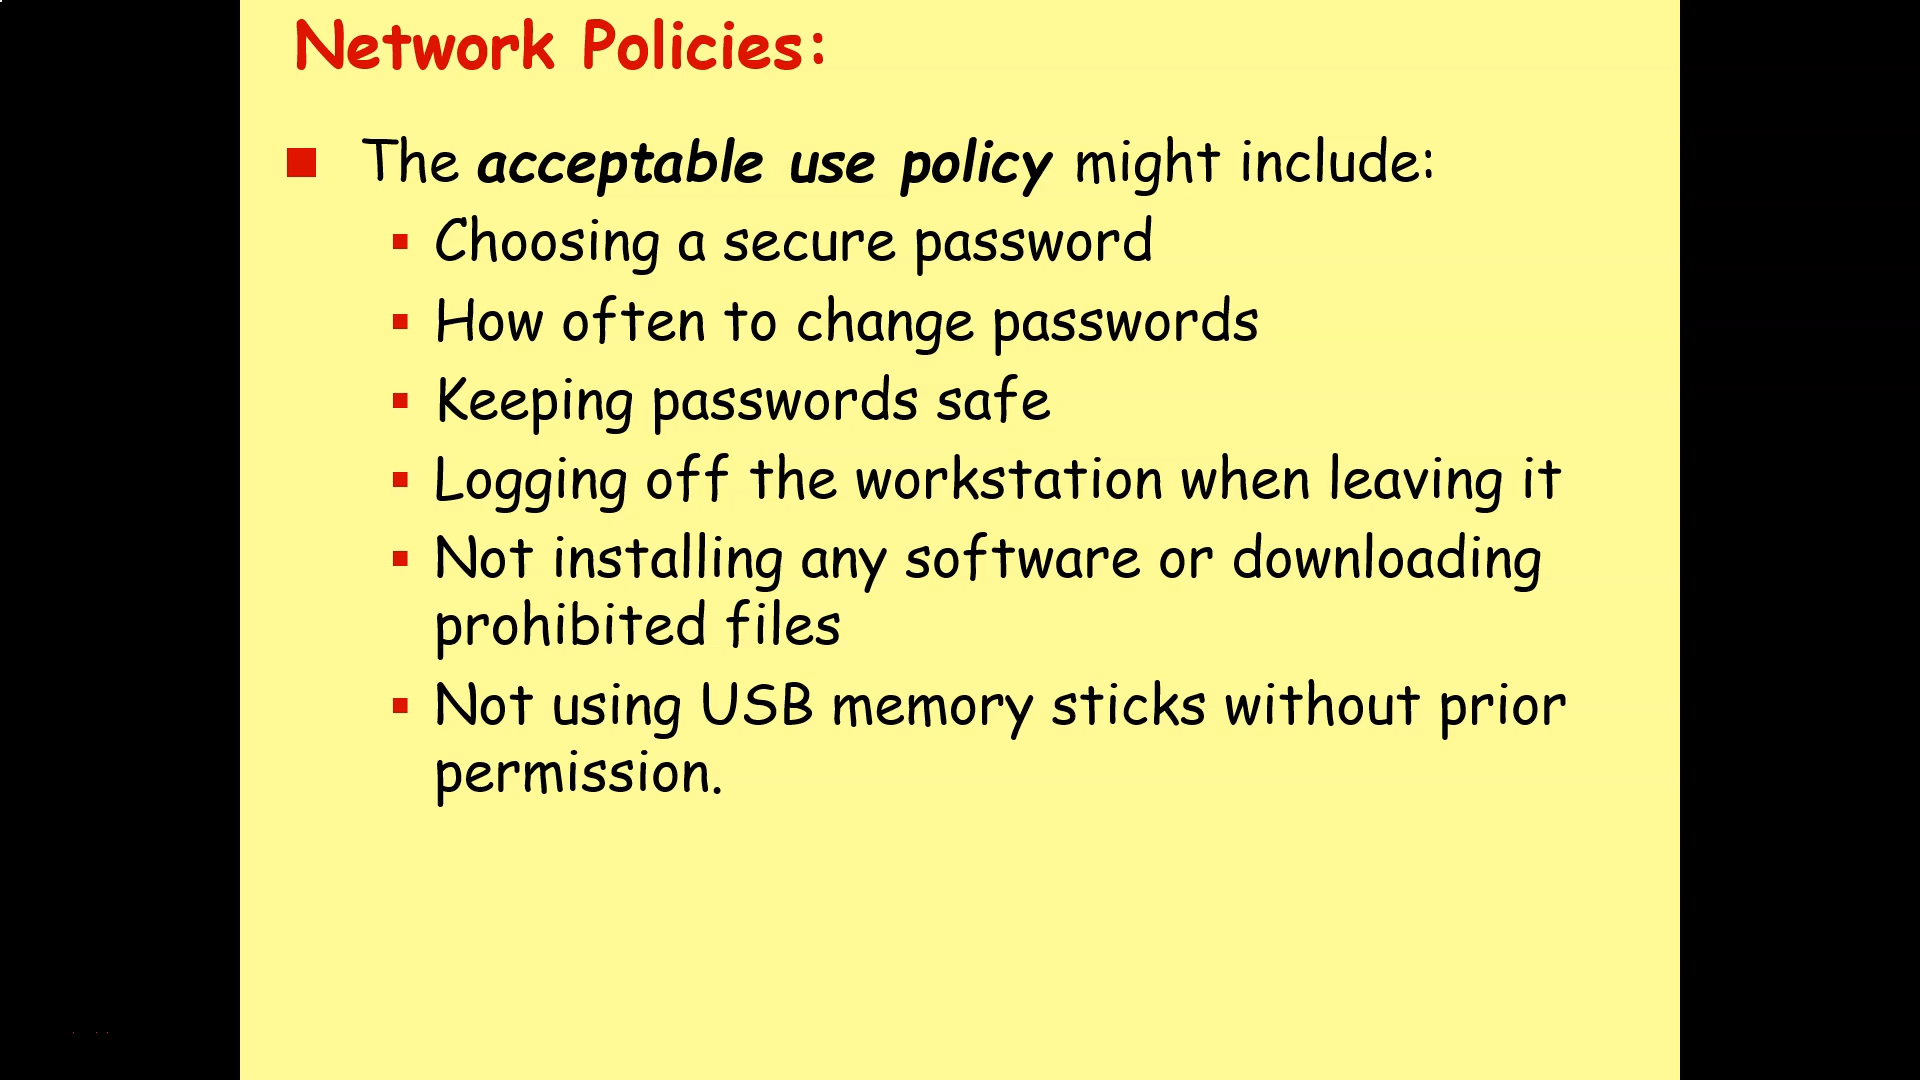 Network Policies:
The acceptable use policy might include:
Choosing a secure password
How often to change passwords
Keeping passwords safe
Logging off the workstation when leaving it
Not installing any software or downloading
prohibited files
Not using USB memory sticks without prior
permission.